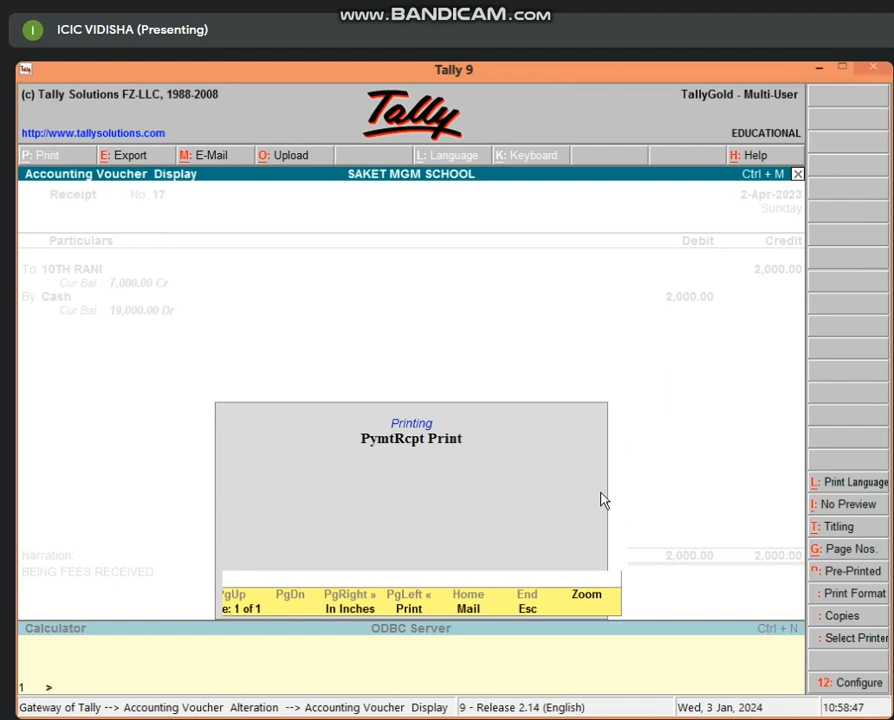 WWW.BANDICAM.COM
I ICIC VIDISHA (Presenting)
Tally Tally 9
(c) Tally Solutions FZ-LLC, 1988-2008 Tally TallyGold - Multi-User
http://www.tallysolutions.com EDUCATIONAL
P: Print E: Export M: E-Mail O: Upload L: Language K: Keyboard H: Help
Accounting Voucher Display SAKET MGM SCHOOL Ctrl + M
Receipt No 17 2-Apr-2023
Sunday
Particulars Debit Credit
To 10TH RANI 2,000.00
Cur Bal 7,000.00 Cr
By Cash 2,000.00
Cur Bal 19,000.00 Dr
Printing
PymtRcpt Print
L: Print Language
I: No Preview
T: Titling
G: Page Nos.
Pre-Printed
: Print Format
: Copies
: Select Printer
12: Configure
Narration: 2,000.00 2,000.00
BEING FEES RECEIVED
PgUp PgDn PgRight » PgLeft « Home End Zoom
e: 1 of 1 In Inches Print Mail Esc
Calculator ODBC Server Ctrl + N
1 >
Gateway of Tally --> Accounting Voucher Alteration --> Accounting Voucher Display 9 - Release 2.14 (English) Wed, 3 Jan, 2024 10:58:47